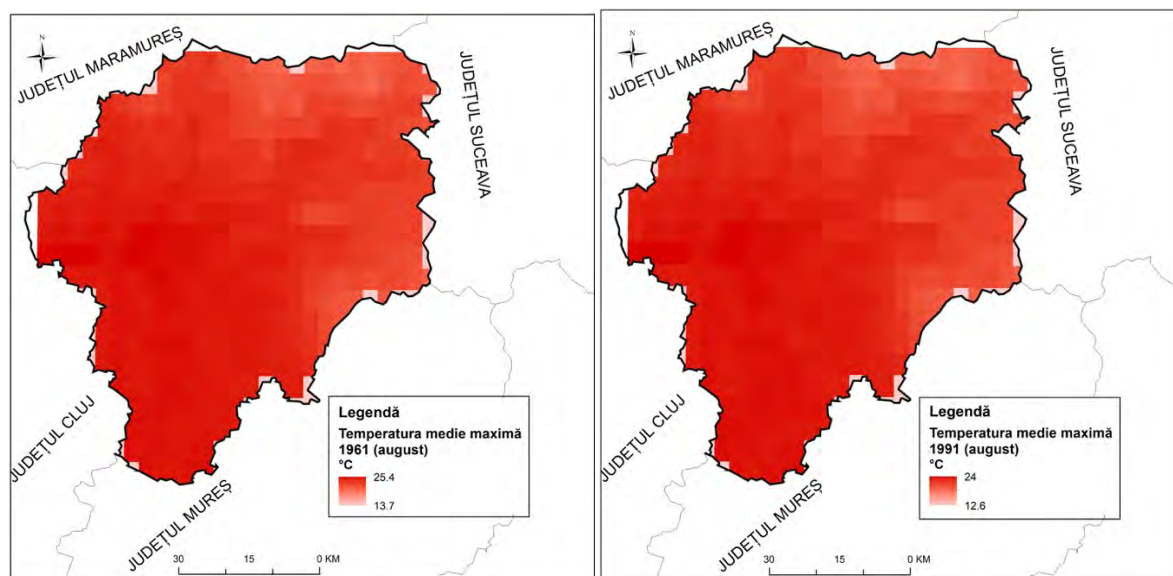 N
JUDEȚUL MARAMUREȘ
JUDEȚUL SUCEAVA
JUDEȚUL CLUJ
JUDEȚUL MUREȘ
Legendă
Temperatura medie maximă
1961 (august)
°C
25.4
13.7
30 15 0 KM
N
JUDEȚUL MARAMUREȘ
JUDEȚUL SUCEAVA
JUDEȚUL CLUJ
JUDEȚUL MUREȘ
Legendă
Temperatura medie maximă
1991 (august)
°C
24
12.6
30 15 0 KM